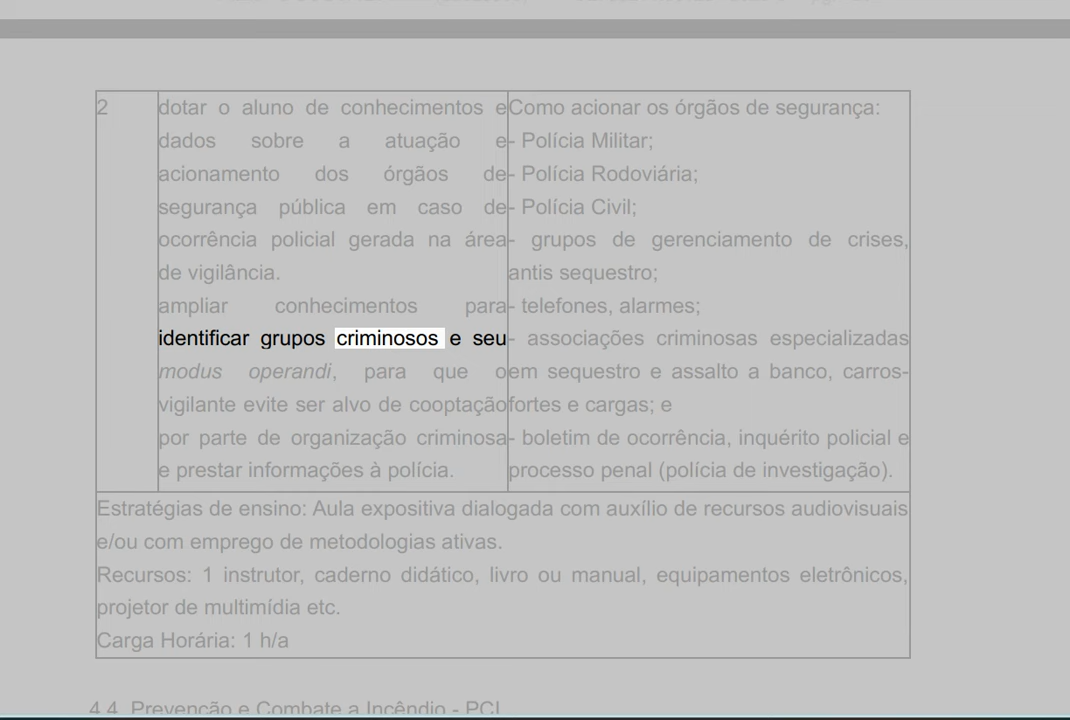 2
dotar o aluno de conhecimentos e
dados sobre a atuação e
acionamento dos órgãos de
segurança pública em caso de
ocorrência policial gerada na área
de vigilância.
ampliar conhecimentos para
identificar grupos criminosos e seu
modus operandi, para que o
vigilante evite ser alvo de cooptação
por parte de organização criminosa
e prestar informações à polícia.
Como acionar os órgãos de segurança:
- Polícia Militar;
- Polícia Rodoviária;
- Polícia Civil;
- grupos de gerenciamento de crises,
antis sequestro;
- telefones, alarmes;
- associações criminosas especializadas
em sequestro e assalto a banco, carros-
fortes e cargas; e
- boletim de ocorrência, inquérito policial e
processo penal (polícia de investigação).
Estratégias de ensino: Aula expositiva dialogada com auxílio de recursos audiovisuais
e/ou com emprego de metodologias ativas.
Recursos: 1 instrutor, caderno didático, livro ou manual, equipamentos eletrônicos,
projetor de multimídia etc.
Carga Horária: 1 h/a
4.4 Prevenção e Combate a Incêndio - PCI